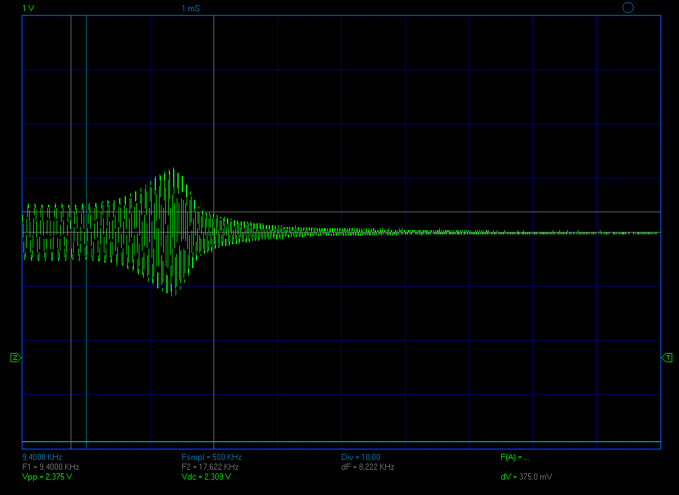 1 V 1 mS
Z T
9.4000 KHz Fsmpl = 500 KHz Div = 10,00 F(A) = ...
F1 = 9.4000 KHz F2 = 17,622 KHz dF = 8,222 KHz
Vpp = 2,375 V Vdc = 2,309 V dV = 375,0 mV